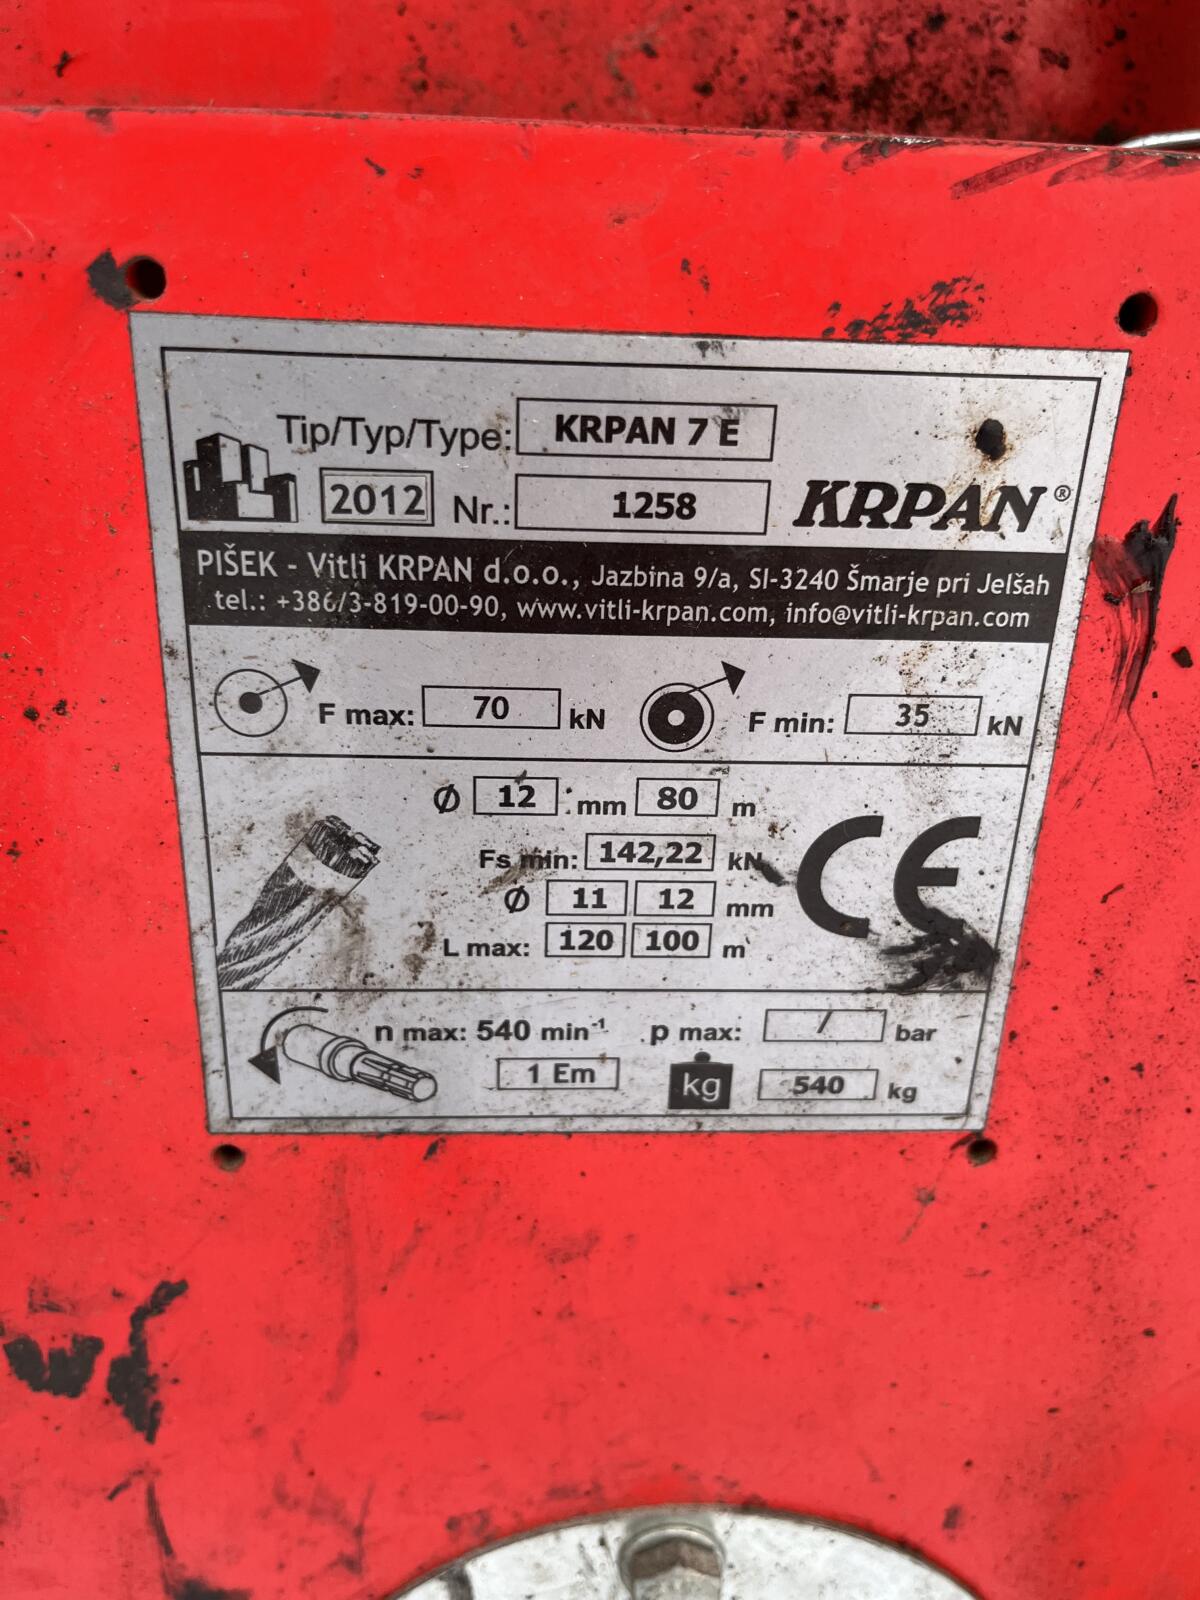 Tip/Typ/Type: KRPAN 7 E
2012 Nr.: 1258 KRPAN®
PIŠEK - Vitli KRPAN d.o.o., Jazbina 9/a, SI-3240 Šmarje pri Jelšah
tel.: +386/3-819-00-90, www.vitli-krpan.com, info@vitli-krpan.com
F max: 70 kN F min: 35 kN
Ø 12 mm 80 m
Fs min: 142,22 kN
Ø 11 12 mm
L max: 120 100 m
CE
n max: 540 min⁻¹ p max: / bar
1 Em kg 540 kg